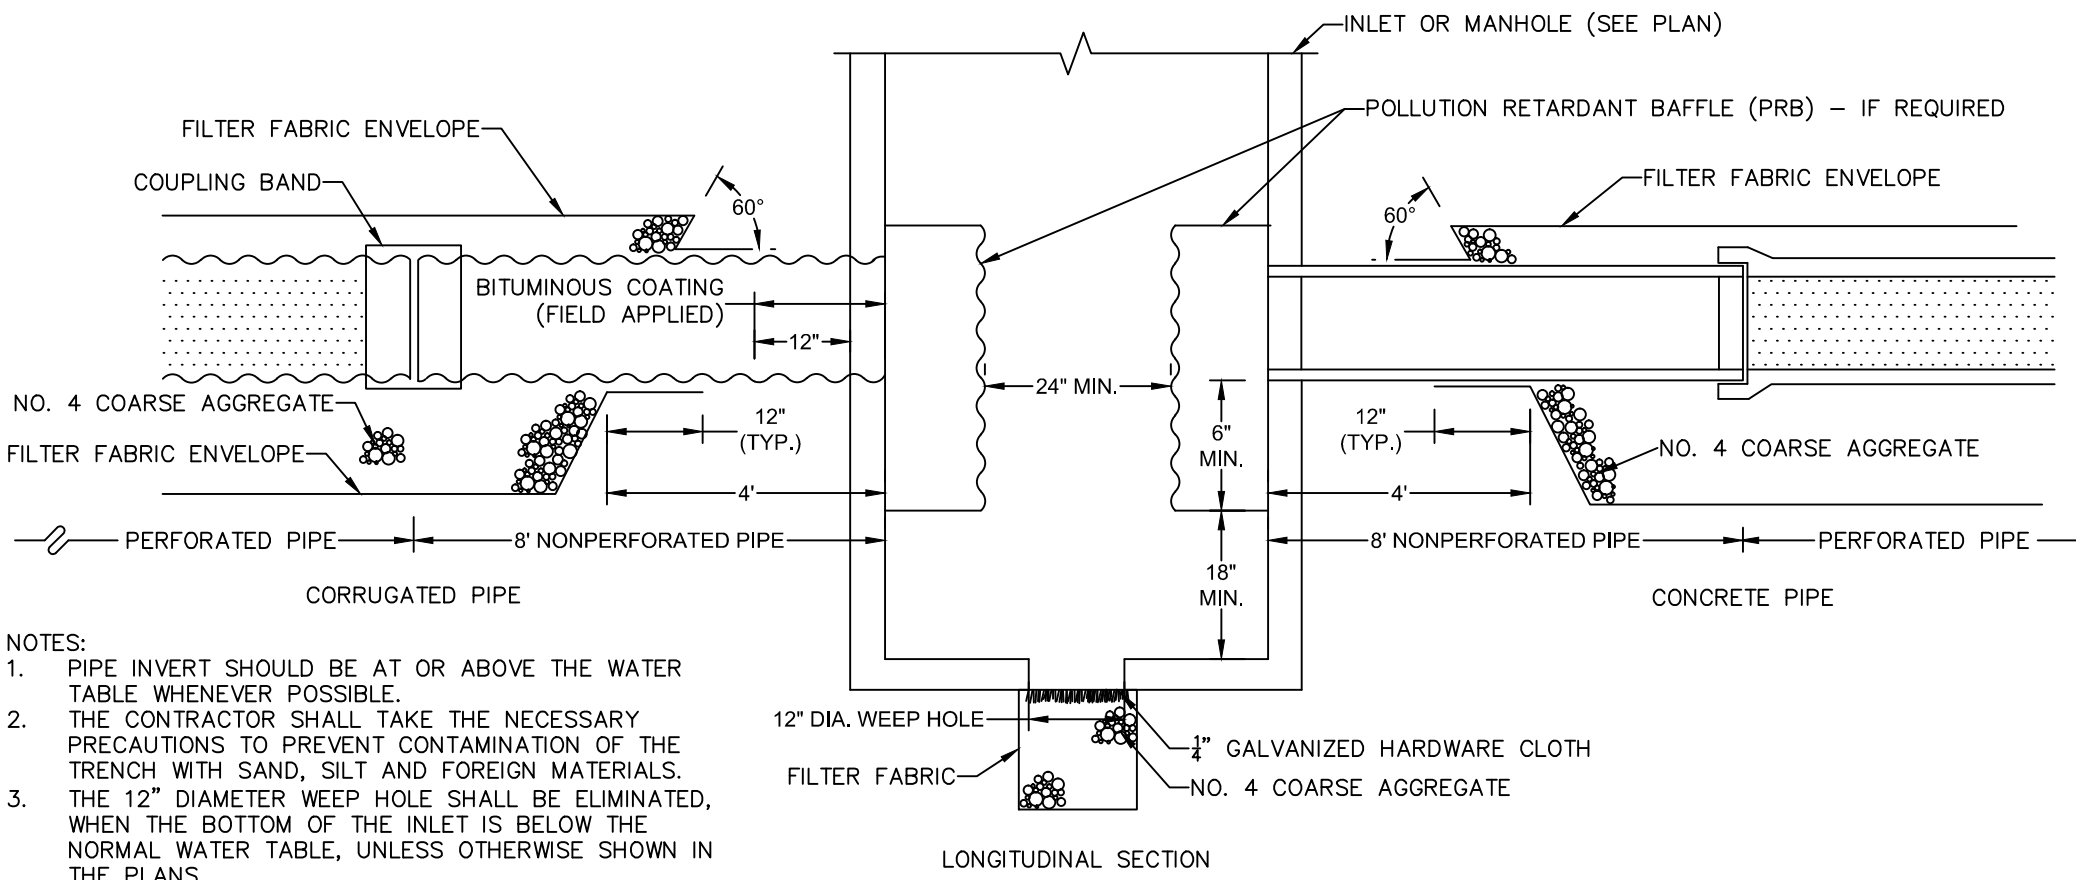 INLET OR MANHOLE (SEE PLAN)
POLLUTION RETARDANT BAFFLE (PRB) – IF REQUIRED
FILTER FABRIC ENVELOPE
COUPLING BAND
60°
60°
FILTER FABRIC ENVELOPE
BITUMINOUS COATING
(FIELD APPLIED)
12"
24" MIN.
NO. 4 COARSE AGGREGATE
FILTER FABRIC ENVELOPE
12"
(TYP.)
6"
MIN.
12"
(TYP.)
NO. 4 COARSE AGGREGATE
4'
4'
PERFORATED PIPE
8' NONPERFORATED PIPE
8' NONPERFORATED PIPE
PERFORATED PIPE
18"
MIN.
CORRUGATED PIPE
CONCRETE PIPE
NOTES:
1. PIPE INVERT SHOULD BE AT OR ABOVE THE WATER
TABLE WHENEVER POSSIBLE.
2. THE CONTRACTOR SHALL TAKE THE NECESSARY
PRECAUTIONS TO PREVENT CONTAMINATION OF THE
TRENCH WITH SAND, SILT AND FOREIGN MATERIALS.
3. THE 12" DIAMETER WEEP HOLE SHALL BE ELIMINATED,
WHEN THE BOTTOM OF THE INLET IS BELOW THE
NORMAL WATER TABLE, UNLESS OTHERWISE SHOWN IN
THE PLANS
12" DIA. WEEP HOLE
1/4" GALVANIZED HARDWARE CLOTH
FILTER FABRIC
NO. 4 COARSE AGGREGATE
LONGITUDINAL SECTION